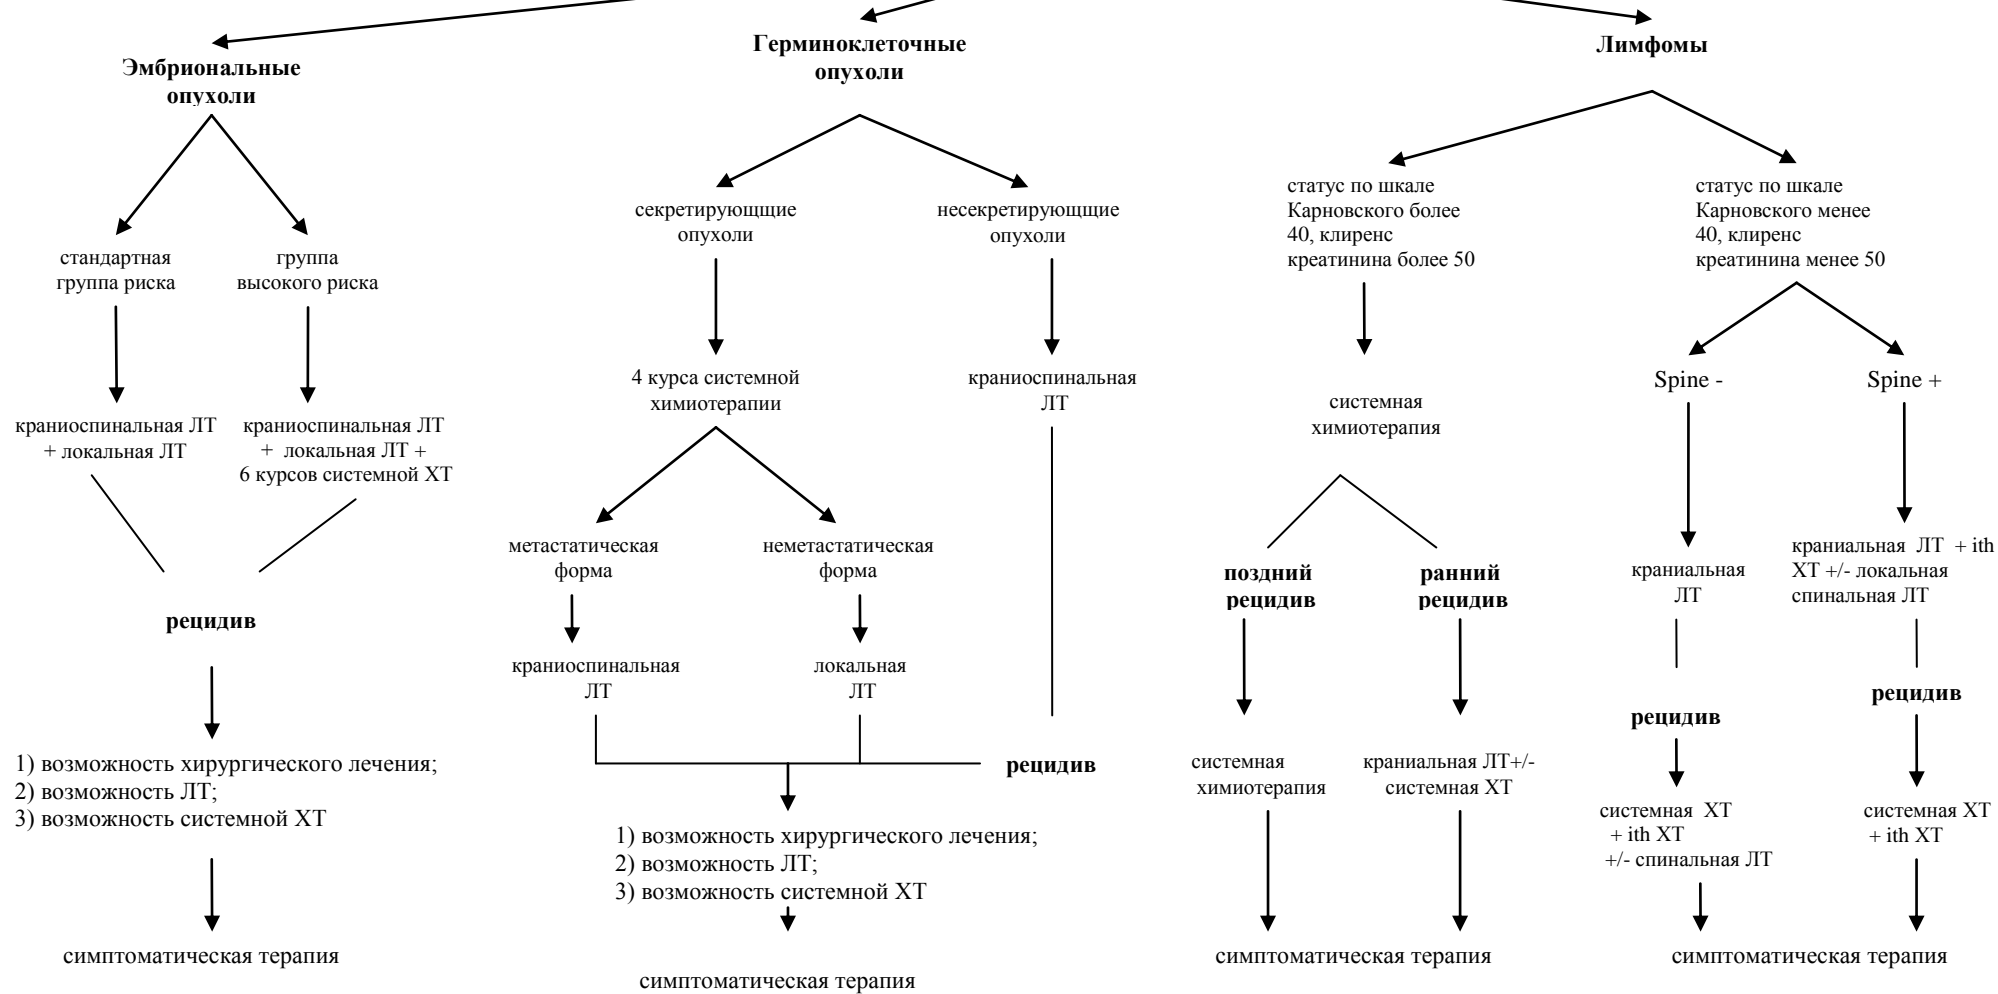 Эмбриональные
опухоли
Герминоклеточные
опухоли
Лимфомы
стандартная
группа риска
группа
высокого риска
секретирующщие
опухоли
несекретирующщие
опухоли
статус по шкале
Карновского более
40, клиренс
креатинина более 50
статус по шкале
Карновского менее
40, клиренс
креатинина менее 50
краниоспинальная ЛТ
+ локальная ЛТ
краниоспинальная ЛТ
+ локальная ЛТ +
6 курсов системной ХТ
4 курса системной
химиотерапии
краниоспинальная
ЛТ
системная
химиотерапия
Spine -
Spine +
метастатическая
форма
неметастатическая
форма
поздний
рецидив
ранний
рецидив
краниальная
ЛТ
краниальная ЛТ + ith
ХТ +/- локальная
спинальная ЛТ
рецидив
краниоспинальная
ЛТ
локальная
ЛТ
рецидив
рецидив
рецидив
1) возможность хирургического лечения;
2) возможность ЛТ;
3) возможность системной ХТ
1) возможность хирургического лечения;
2) возможность ЛТ;
3) возможность системной ХТ
системная
химиотерапия
краниальная ЛТ+/-
системная ХТ
системная ХТ
+ ith ХТ
+/- спинальная ЛТ
системная ХТ
+ ith ХТ
симптоматическая терапия
симптоматическая терапия
симптоматическая терапия
симптоматическая терапия